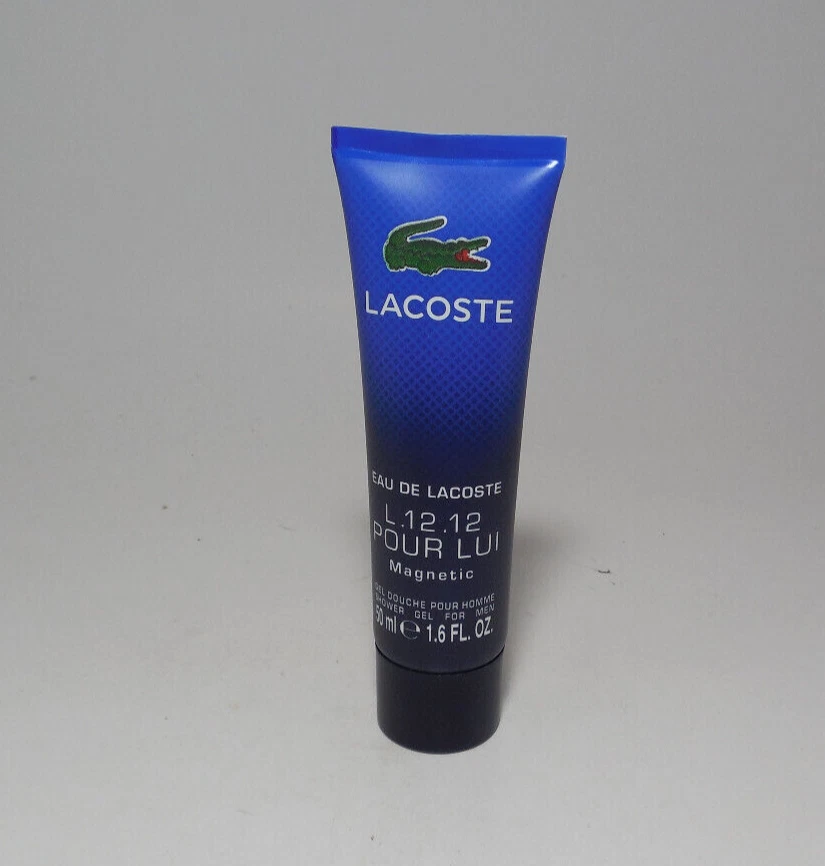 LACOSTE
EAU DE LACOSTE
L.12.12
POUR LUI
Magnetic
GEL DOUCHE POUR HOMME
SHOWER GEL FOR MEN
50 ml ℮ 1.6 FL. OZ.